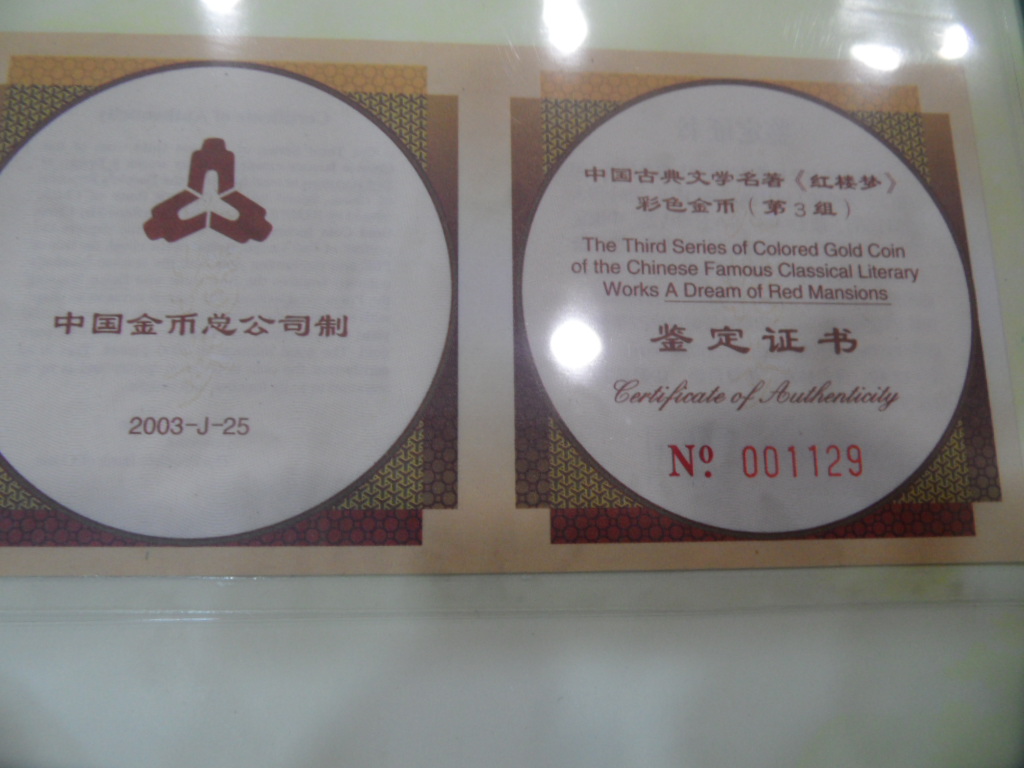 中国金币总公司制
2003-J-25
中国古典文学名著《红楼梦》
彩色金币（第3组）
The Third Series of Colored Gold Coin
of the Chinese Famous Classical Literary
Works A Dream of Red Mansions
鉴定证书
Certificate of Authenticity
Nº 001129